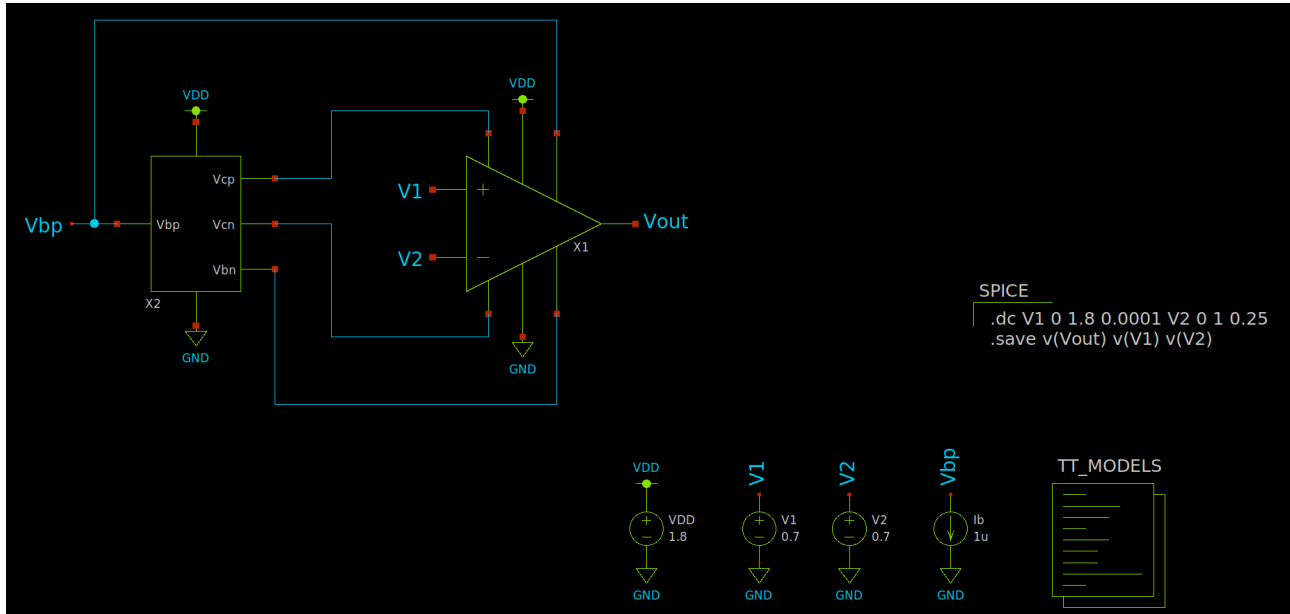 VDD
VDD
Vcp
V1
+
Vbp
Vbp
Vcn
Vout
X1
V2
−
Vbn
X2
GND
GND
SPICE
.dc V1 0 1.8 0.0001 V2 0 1 0.25
.save v(Vout) v(V1) v(V2)
VDD
V1
V2
Vbp
TT_MODELS
+
−
VDD
1.8
+
−
V1
0.7
+
−
V2
0.7
Ib
1u
GND
GND
GND
GND